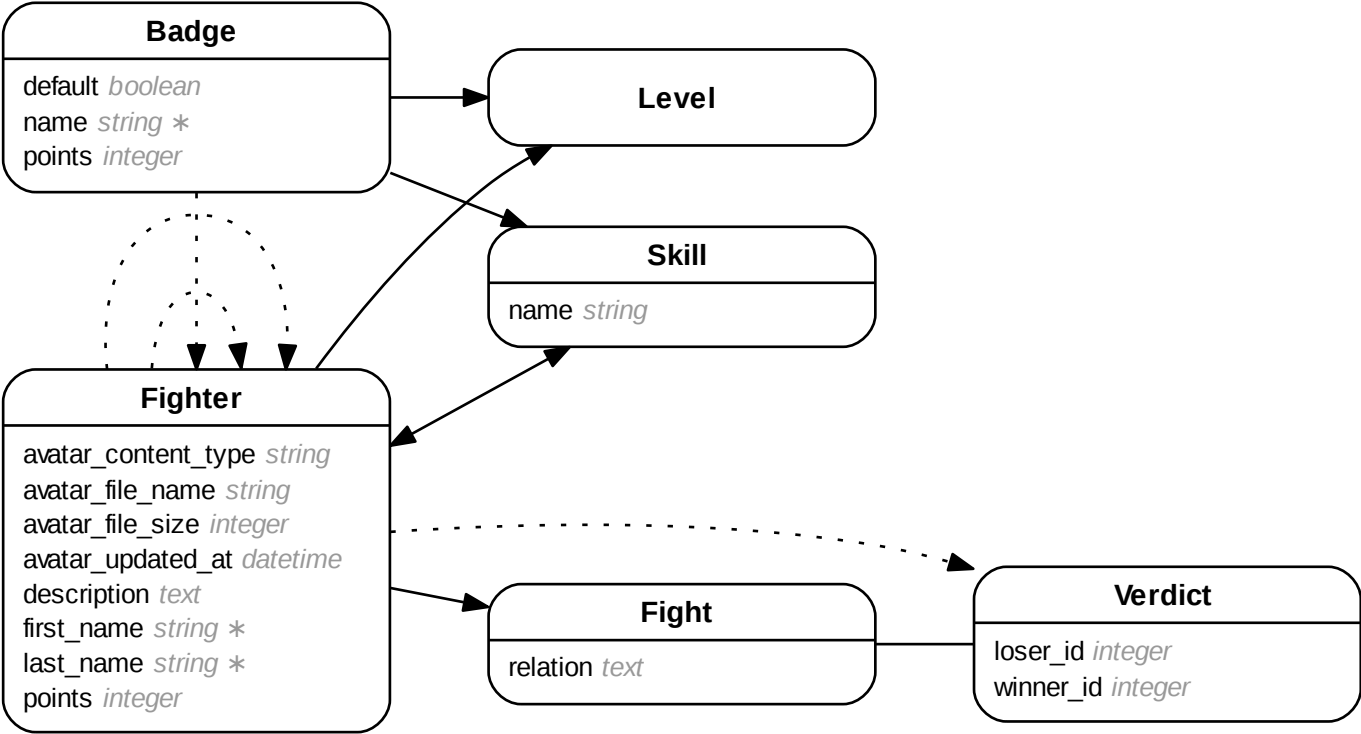 Badge
default boolean
name string ∗
points integer
Level
Skill
name string
Fighter
avatar_content_type string
avatar_file_name string
avatar_file_size integer
avatar_updated_at datetime
description text
first_name string ∗
last_name string ∗
points integer
Fight
relation text
Verdict
loser_id integer
winner_id integer